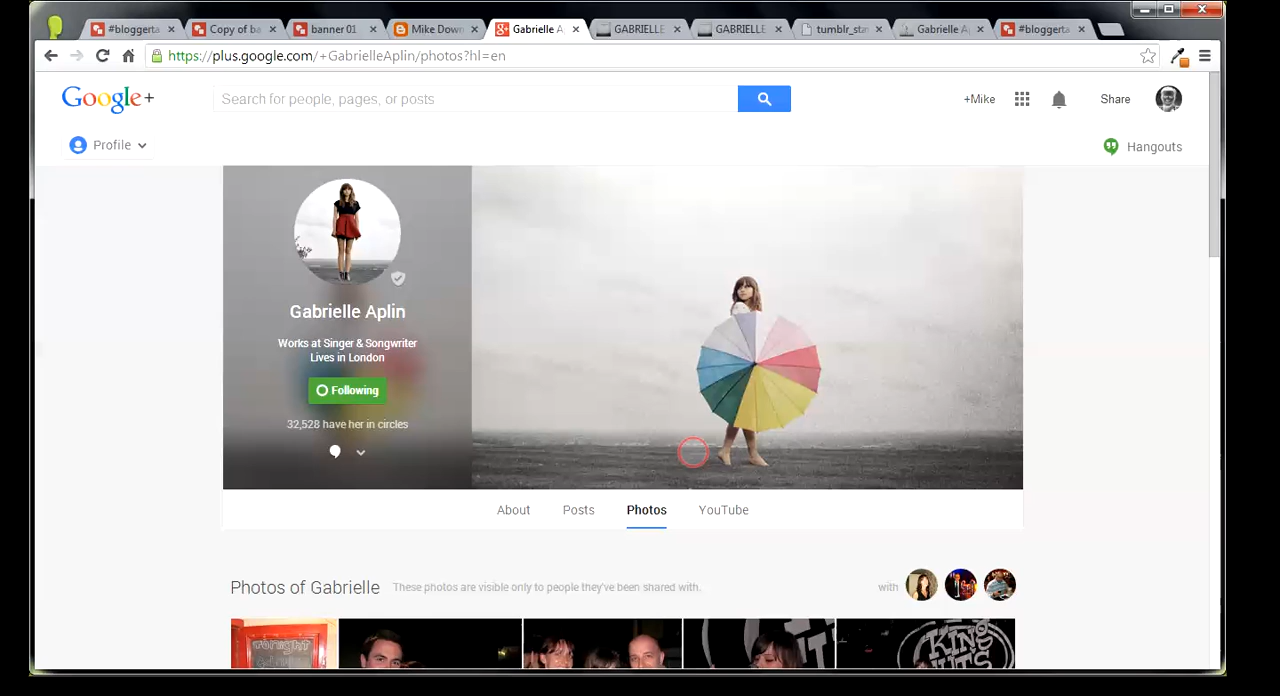 #bloggerta
Copy of ba
banner 01
Mike Down
Gabrielle A
GABRIELLE
GABRIELLE
tumblr_sta
Gabrielle A
#bloggerta
https://plus.google.com/+GabrielleAplin/photos?hl=en
Google+
Search for people, pages, or posts
+Mike
Share
Profile
Hangouts
Gabrielle Aplin
Works at Singer & Songwriter
Lives in London
Following
32,528 have her in circles
About
Posts
Photos
YouTube
Photos of Gabrielle
These photos are visible only to people they've been shared with.
with
tonight
KING